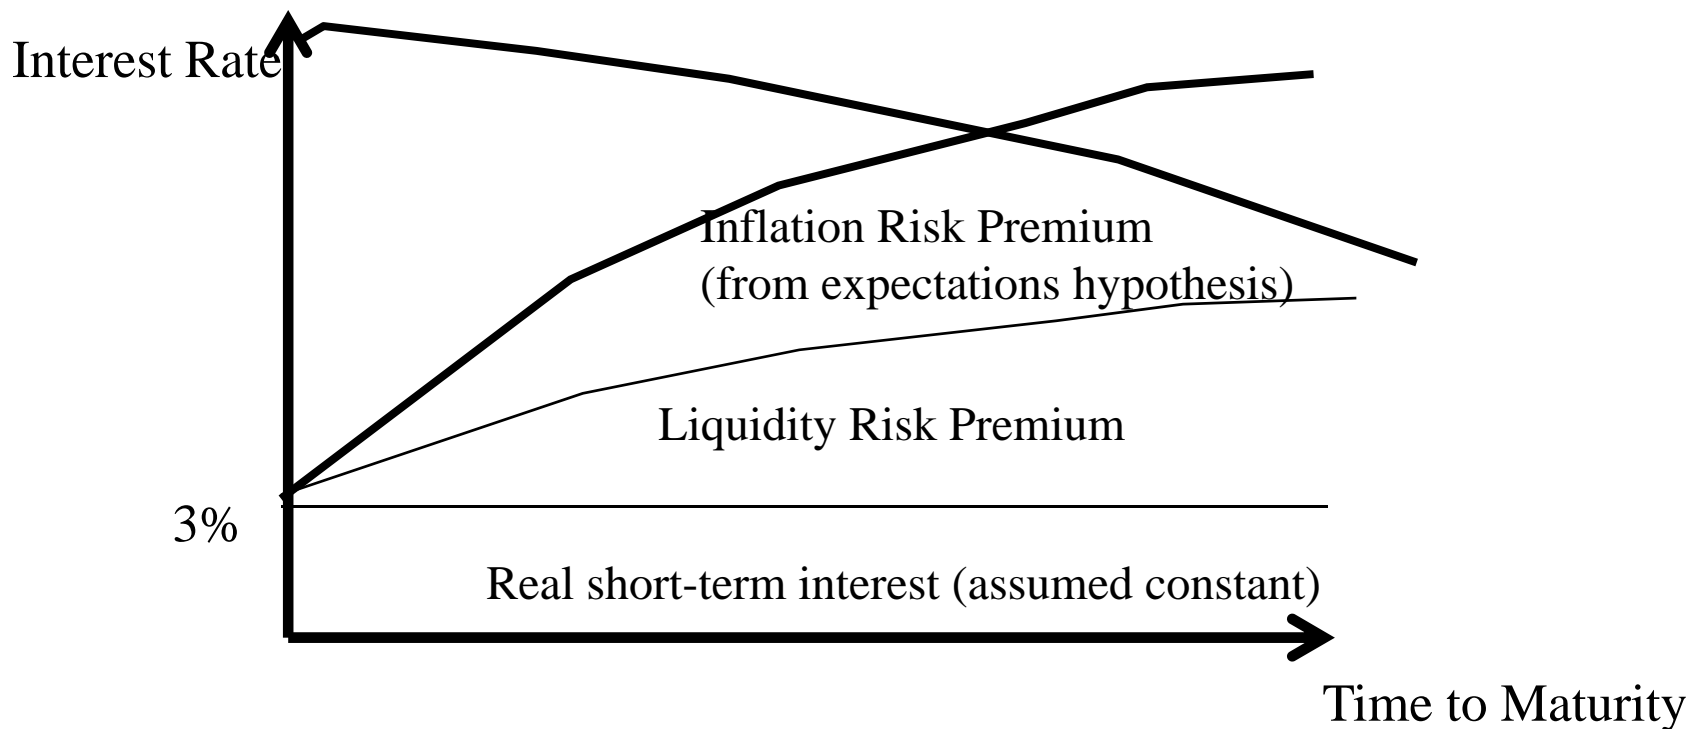 Interest Rate
Inflation Risk Premium
(from expectations hypothesis)
Liquidity Risk Premium
3%
Real short-term interest (assumed constant)
Time to Maturity